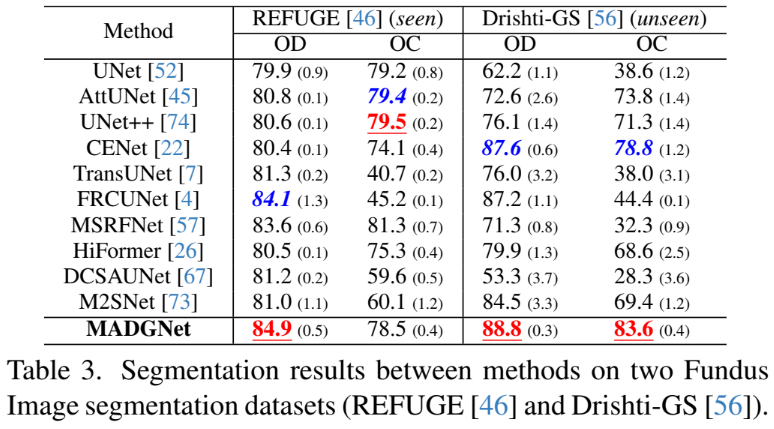 Method REFUGE [46] (seen) Drishti-GS [56] (unseen)
OD OC OD OC
UNet [52] 79.9 (0.9) 79.2 (0.8) 62.2 (1.1) 38.6 (1.2)
AttUNet [45] 80.8 (0.1) 79.4 (0.2) 72.6 (2.6) 73.8 (1.4)
UNet++ [74] 80.6 (0.1) 79.5 (0.2) 76.1 (1.4) 71.3 (1.4)
CENet [22] 80.4 (0.1) 74.1 (0.4) 87.6 (0.6) 78.8 (1.2)
TransUNet [7] 81.3 (0.2) 40.7 (0.2) 76.0 (3.2) 38.0 (3.1)
FRCUNet [4] 84.1 (1.3) 45.2 (0.1) 87.2 (1.1) 44.4 (0.1)
MSRFNet [57] 83.6 (0.6) 81.3 (0.7) 71.3 (0.8) 32.3 (0.9)
HiFormer [26] 80.5 (0.1) 75.3 (0.4) 79.9 (1.3) 68.6 (2.5)
DCSAUNet [67] 81.2 (0.2) 59.6 (0.5) 53.3 (3.7) 28.3 (3.6)
M2SNet [73] 81.0 (1.1) 60.1 (1.2) 84.5 (3.3) 69.4 (1.2)
MADGNet 84.9 (0.5) 78.5 (0.4) 88.8 (0.3) 83.6 (0.4)
Table 3. Segmentation results between methods on two Fundus
Image segmentation datasets (REFUGE [46] and Drishti-GS [56]).